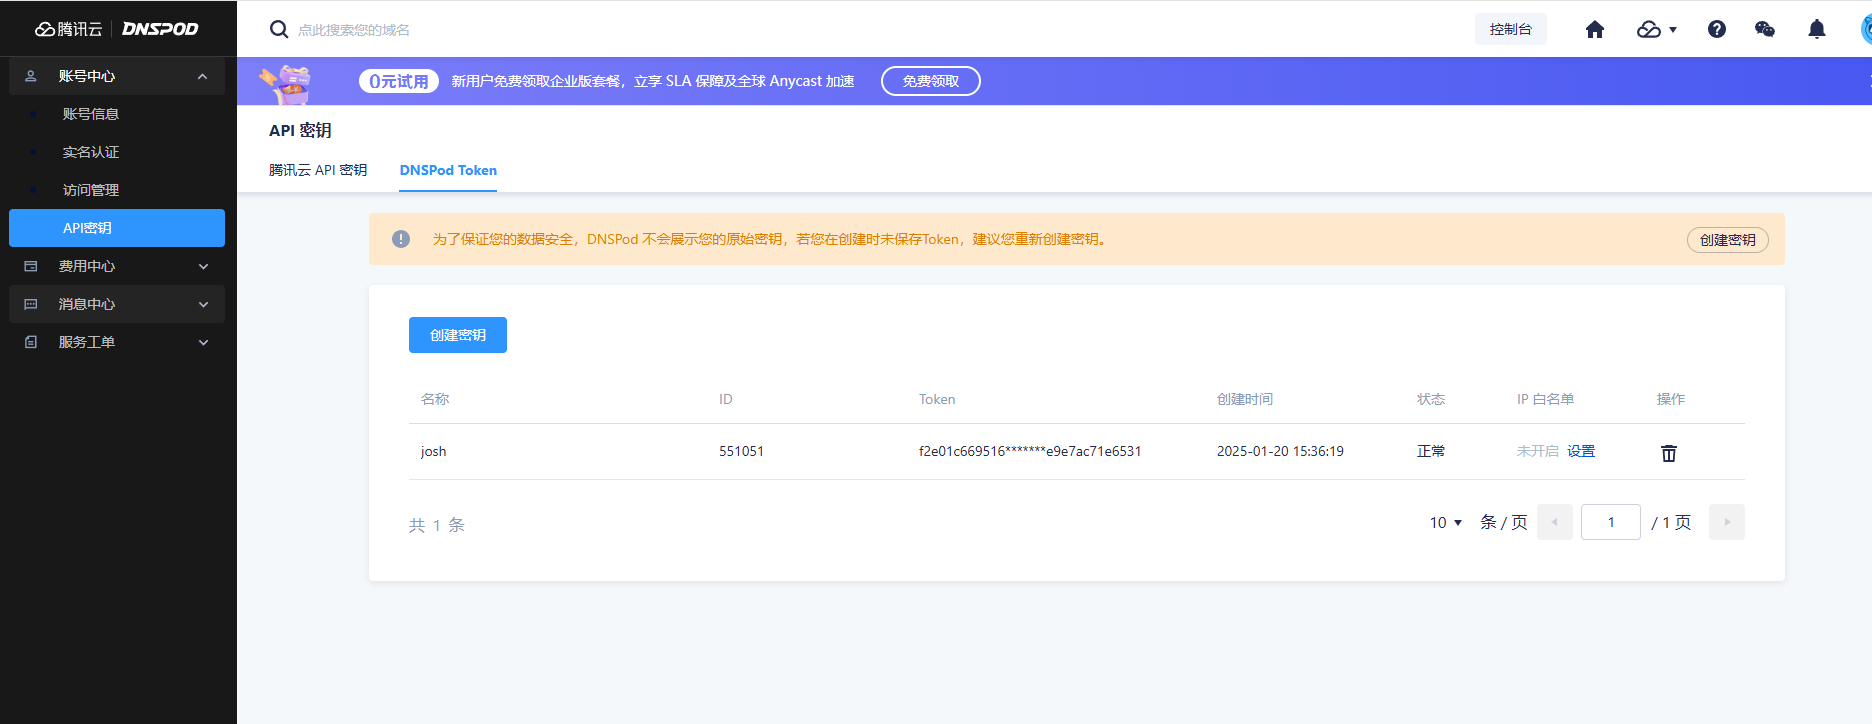 腾讯云 | DNSPOD
点此搜索您的域名
控制台
账号中心
账号信息
实名认证
访问管理
API密钥
费用中心
消息中心
服务工单
0元试用 新用户免费领取企业版套餐，立享 SLA 保障及全球 Anycast 加速 免费领取
API 密钥
腾讯云 API 密钥 DNSPod Token
为了保证您的数据安全，DNSPod 不会展示您的原始密钥，若您在创建时未保存Token，建议您重新创建密钥。 创建密钥
创建密钥
名称 ID Token 创建时间 状态 IP 白名单 操作
josh 551051 f2e01c669516*******e9e7ac71e6531 2025-01-20 15:36:19 正常 未开启 设置
共 1 条 10 条 / 页 1 / 1 页